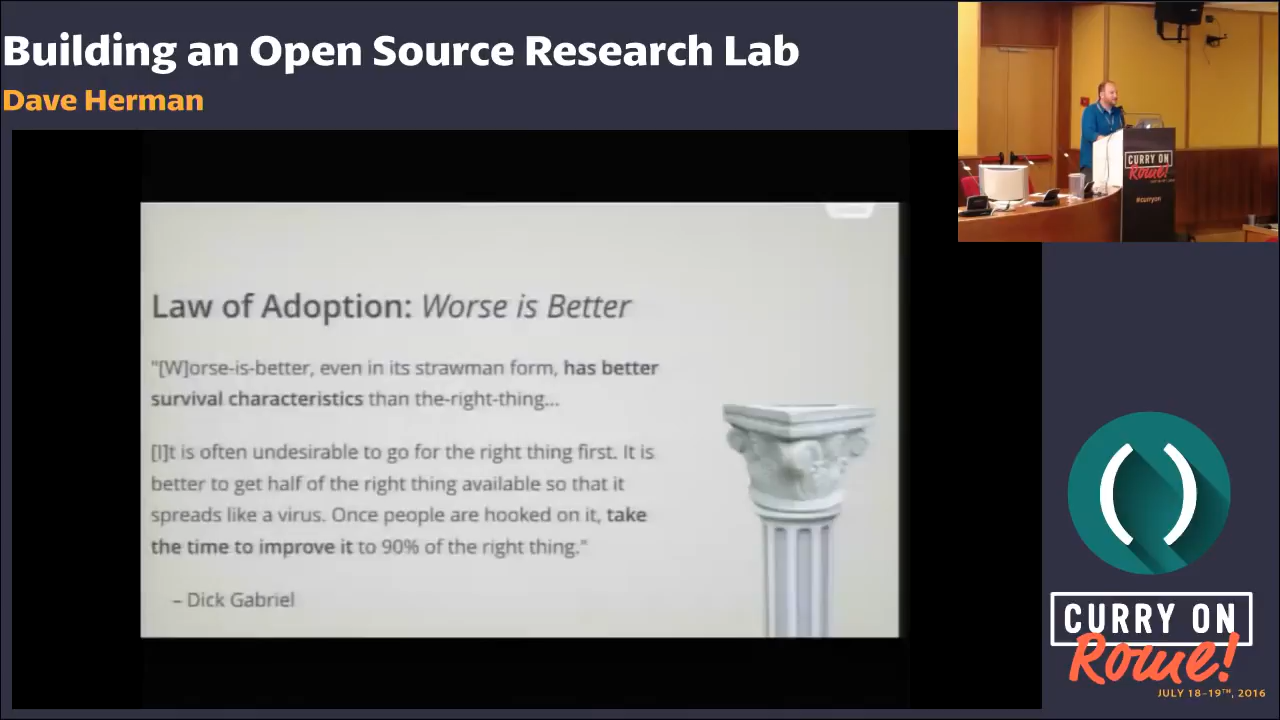 Building an Open Source Research Lab
Dave Herman
CURRY ON
Rome!
#curryon
Law of Adoption: Worse is Better
"[W]orse-is-better, even in its strawman form, has better
survival characteristics than the-right-thing...
[I]t is often undesirable to go for the right thing first. It is
better to get half of the right thing available so that it
spreads like a virus. Once people are hooked on it, take
the time to improve it to 90% of the right thing."
– Dick Gabriel
( )
CURRY ON
Rome!
JULY 18-19TH, 2016